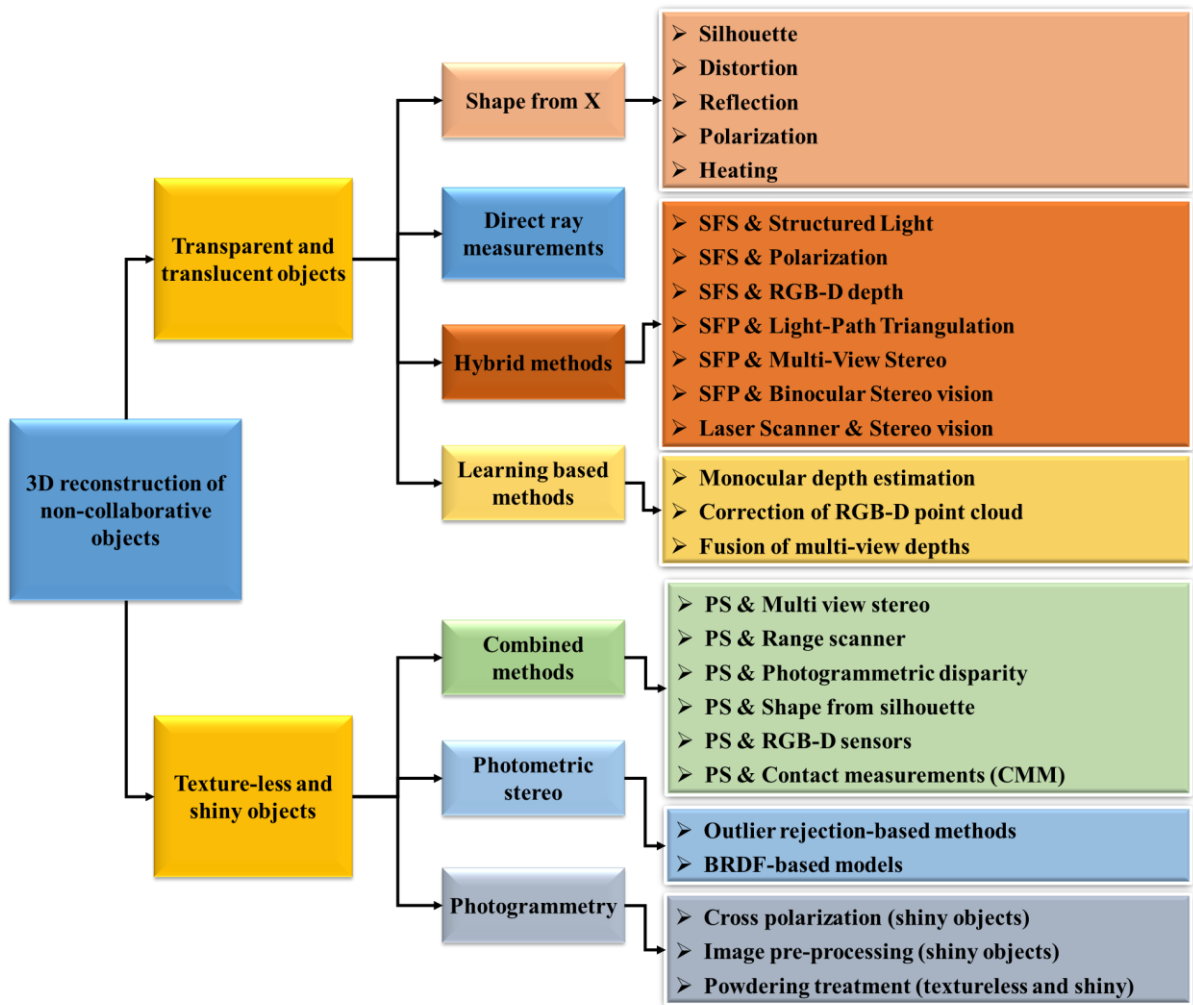 3D reconstruction of
non-collaborative
objects
Transparent and
translucent objects
Shape from X
➢ Silhouette
➢ Distortion
➢ Reflection
➢ Polarization
➢ Heating
Direct ray
measurements
Hybrid methods
➢ SFS & Structured Light
➢ SFS & Polarization
➢ SFS & RGB-D depth
➢ SFP & Light-Path Triangulation
➢ SFP & Multi-View Stereo
➢ SFP & Binocular Stereo vision
➢ Laser Scanner & Stereo vision
Learning based
methods
➢ Monocular depth estimation
➢ Correction of RGB-D point cloud
➢ Fusion of multi-view depths
Texture-less and
shiny objects
Combined
methods
➢ PS & Multi view stereo
➢ PS & Range scanner
➢ PS & Photogrammetric disparity
➢ PS & Shape from silhouette
➢ PS & RGB-D sensors
➢ PS & Contact measurements (CMM)
Photometric
stereo
➢ Outlier rejection-based methods
➢ BRDF-based models
Photogrammetry
➢ Cross polarization (shiny objects)
➢ Image pre-processing (shiny objects)
➢ Powdering treatment (textureless and shiny)